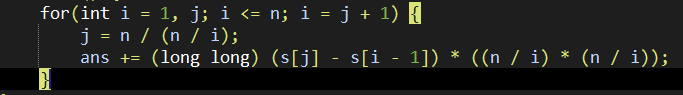 for(int i = 1, j; i <= n; i = j + 1) {
j = n / (n / i);
ans += (long long) (s[j] - s[i - 1]) * ((n / i) * (n / i));
}